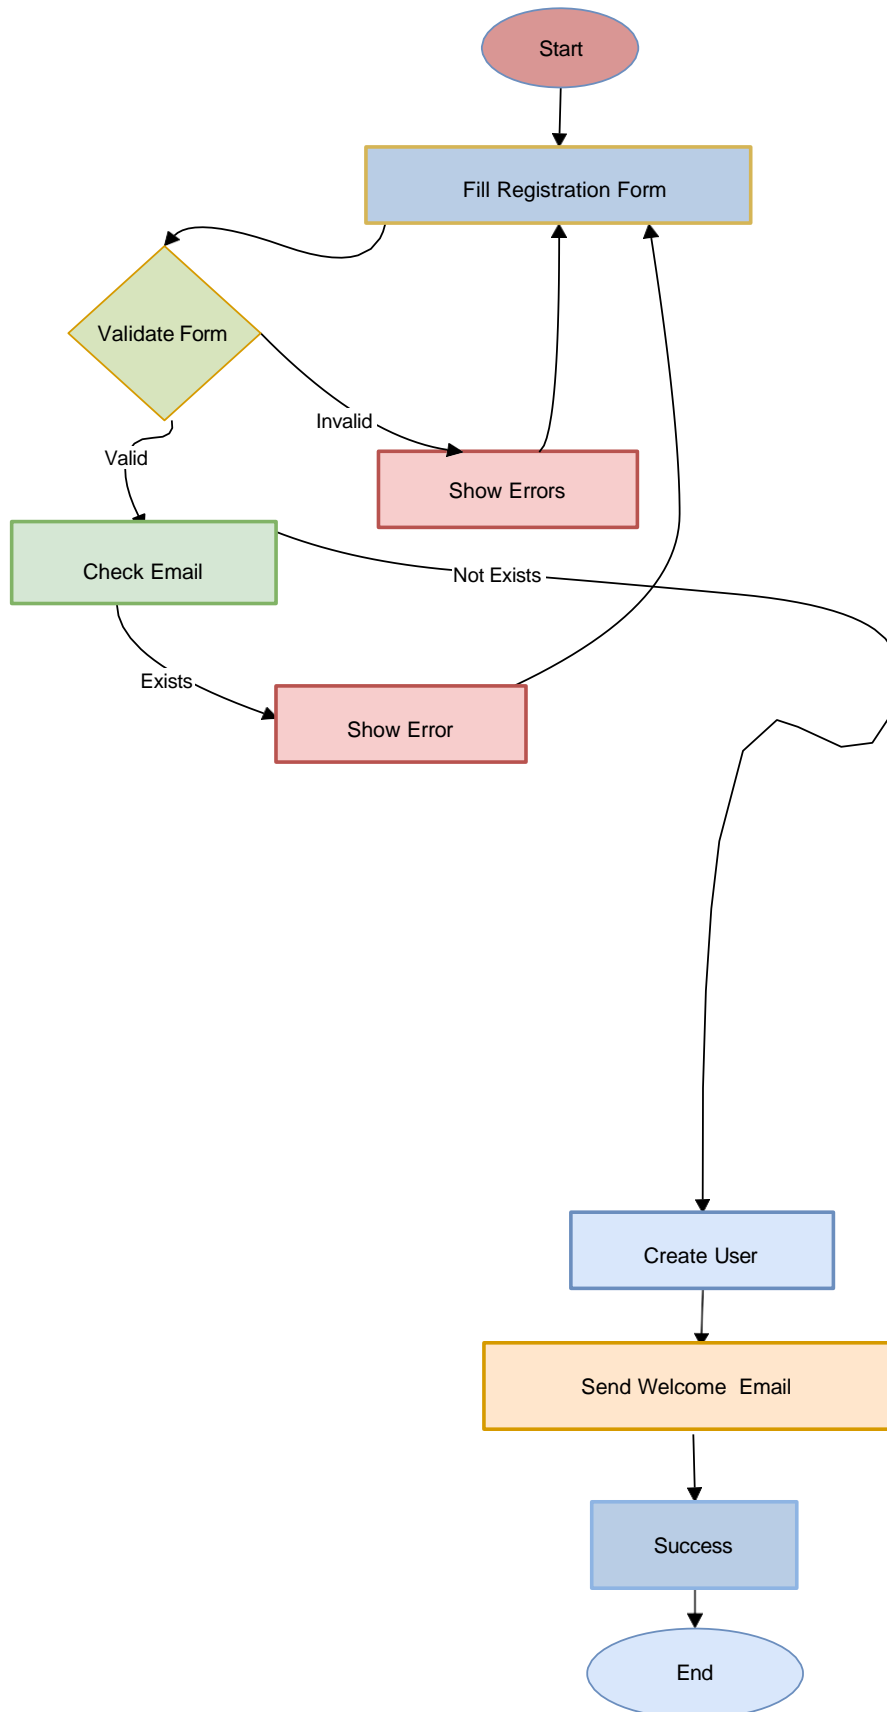 Start
Fill Registration Form
Validate Form
Invalid
Valid
Show Errors
Check Email
Not Exists
Exists
Show Error
Create User
Send Welcome  Email
Success
End